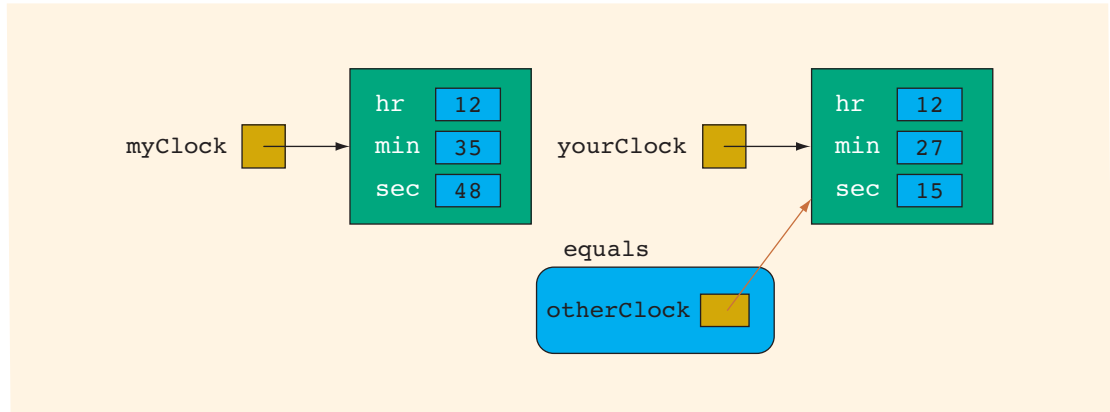 hr 12
myClock min 35
sec 48
hr 12
yourClock min 27
sec 15
equals
otherClock